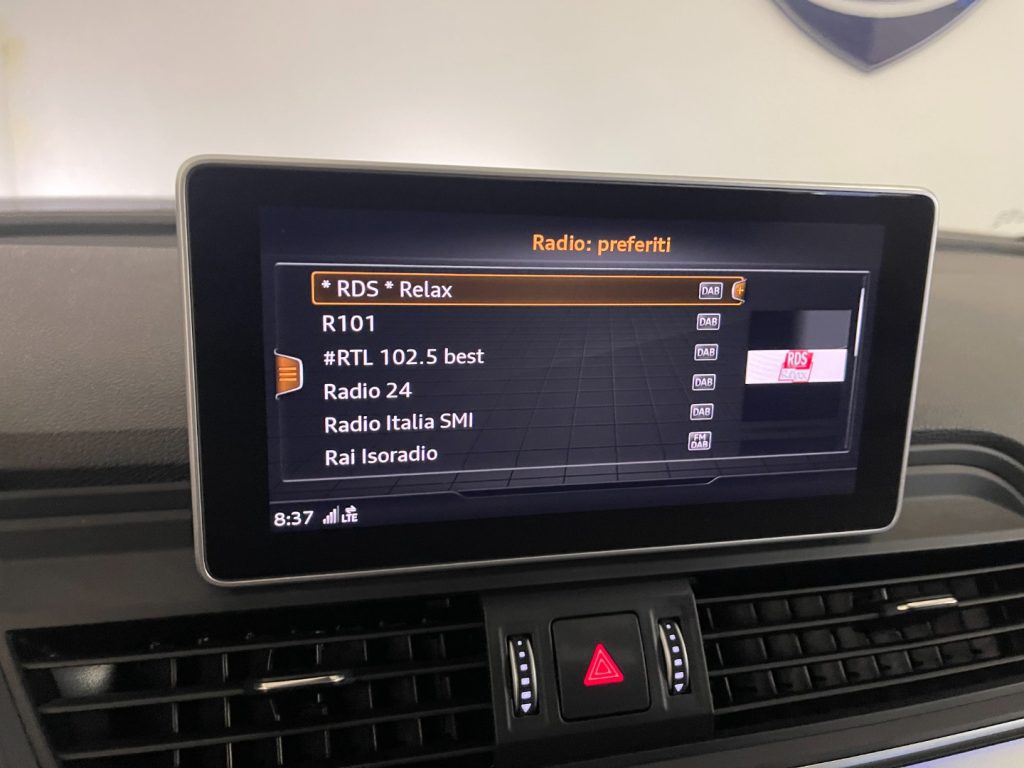 Radio: preferiti
* RDS * Relax DAB
R101 DAB
#RTL 102.5 best DAB
RDS
Radio 24 DAB
Radio Italia SMI DAB
Rai Isoradio FM DAB
8:37 LTE